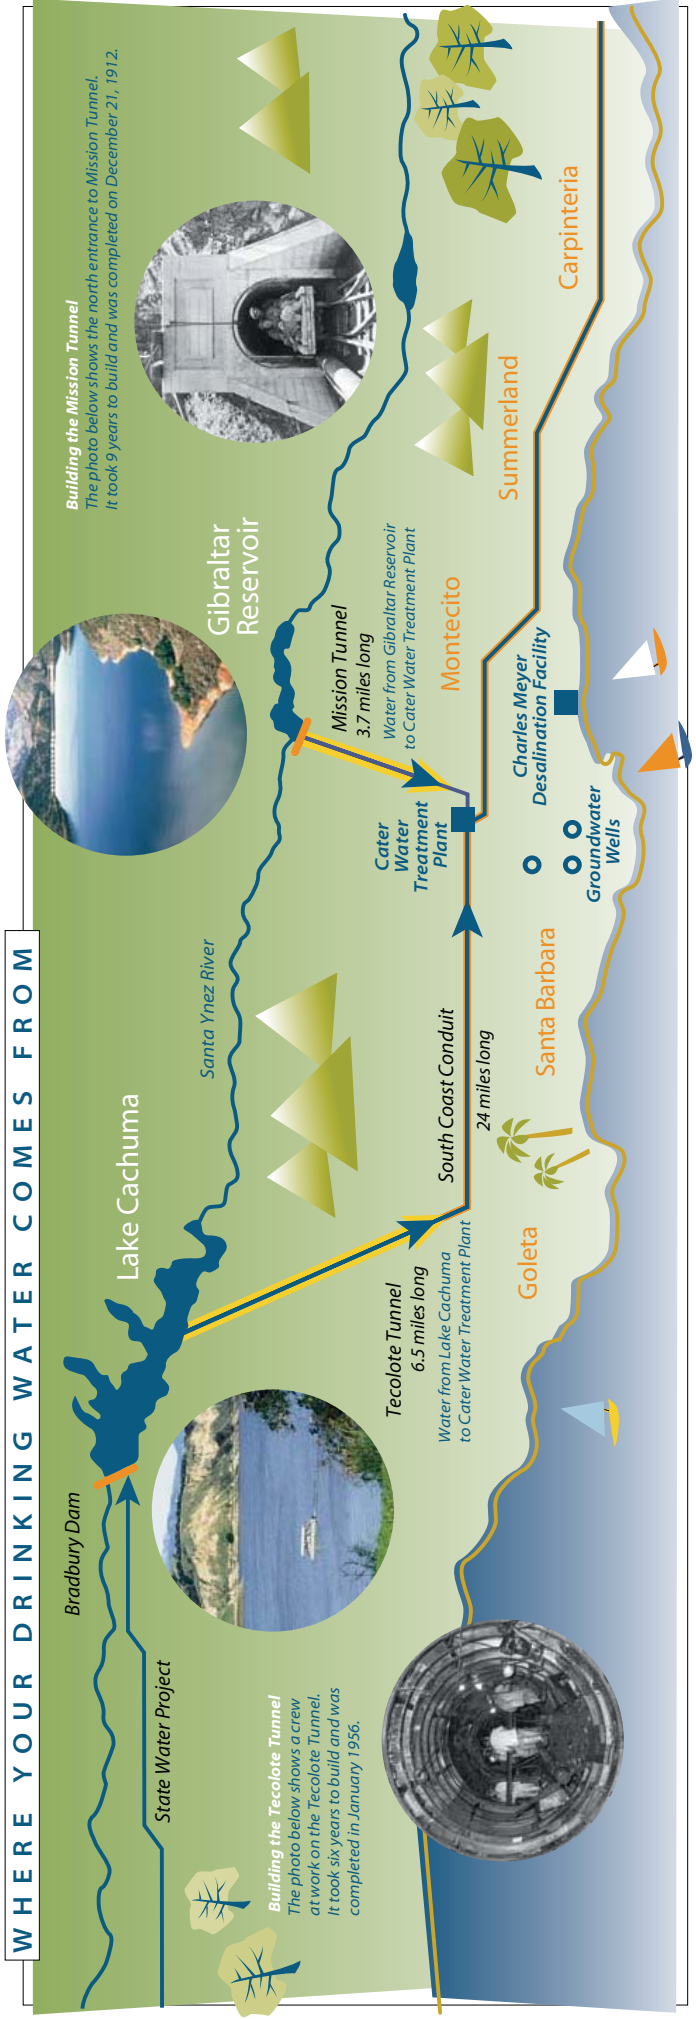 WHERE YOUR DRINKING WATER COMES FROM
Bradbury Dam
State Water Project
Building the Tecolote Tunnel
The photo below shows a crew
at work on the Tecolote Tunnel.
It took six years to build and was
completed in January 1956.
Lake Cachuma
Santa Ynez River
Tecolote Tunnel
6.5 miles long
Water from Lake Cachuma
to Cater Water Treatment Plant
South Coast Conduit
24 miles long
Goleta
Santa Barbara
Gibraltar
Reservoir
Mission Tunnel
3.7 miles long
Water from Gibraltar Reservoir
to Cater Water Treatment Plant
Cater
Water
Treatment
Plant
Groundwater
Wells
Charles Meyer
Desalination Facility
Montecito
Summerland
Carpinteria
Building the Mission Tunnel
The photo below shows the north entrance to Mission Tunnel.
It took 9 years to build and was completed on December 21, 1912.